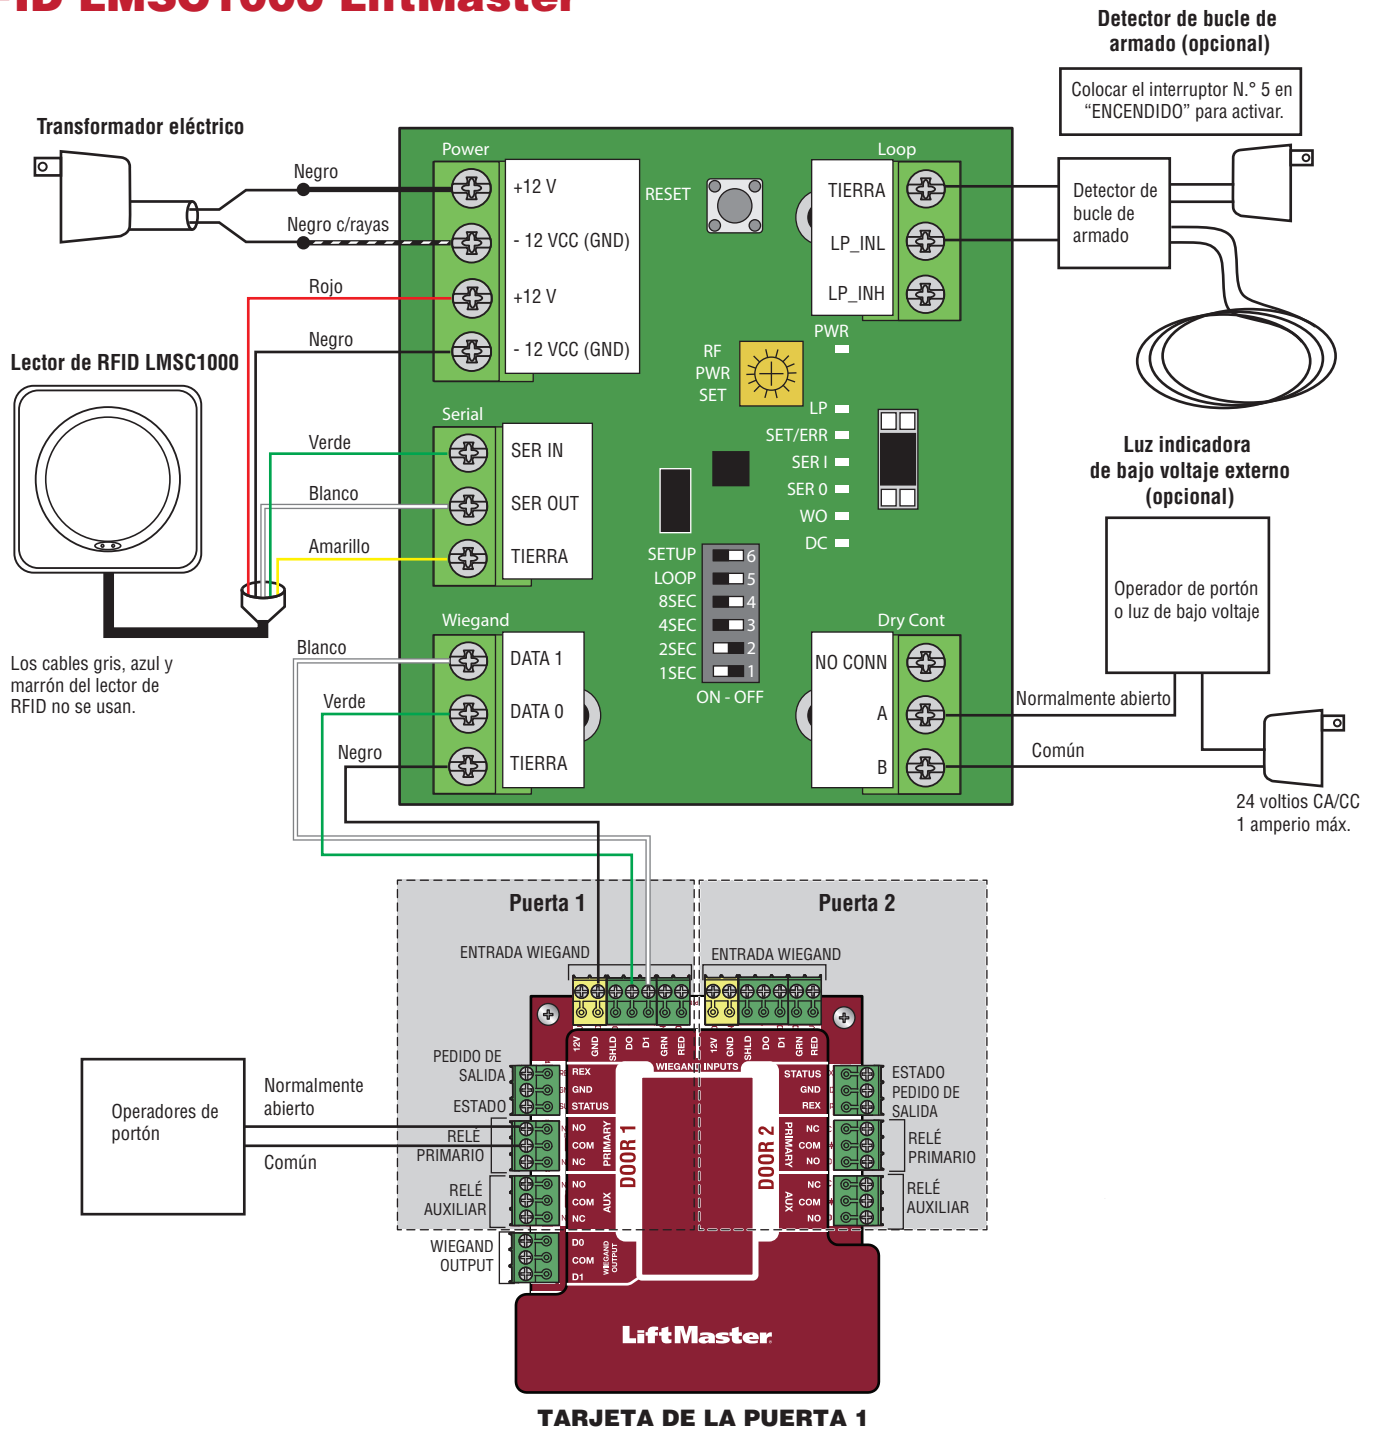 FID LMSC1000 LiftMaster
Detector de bucle de
armado (opcional)
Colocar el interruptor N.° 5 en
“ENCENDIDO” para activar.
Transformador eléctrico
Negro
Negro c/rayas
Rojo
Negro
Power
+12 V
- 12 VCC (GND)
+12 V
- 12 VCC (GND)
RESET
Loop
TIERRA
LP_INL
LP_INH
Detector de
bucle de
armado
PWR
RF
PWR
SET
LP
SET/ERR
SER I
SER 0
WO
DC
Lector de RFID LMSC1000
Serial
Verde
SER IN
Blanco
SER OUT
Amarillo
TIERRA
Luz indicadora
de bajo voltaje externo
(opcional)
Operador de portón
o luz de bajo voltaje
SETUP 6
LOOP 5
8SEC 4
4SEC 3
2SEC 2
1SEC 1
ON - OFF
Los cables gris, azul y
marrón del lector de
RFID no se usan.
Wiegand
Blanco
DATA 1
Verde
DATA 0
Negro
TIERRA
Dry Cont
NO CONN
A
B
Normalmente abierto
Común
24 voltios CA/CC
1 amperio máx.
Puerta 1
Puerta 2
ENTRADA WIEGAND
ENTRADA WIEGAND
12V
GND
SHLD
DO
D1
GRN
RED
12V
GND
SHLD
DO
D1
GRN
RED
WIEGAND INPUTS
PEDIDO DE
SALIDA
ESTADO
REX
GND
STATUS
STATUS
GND
REX
ESTADO
PEDIDO DE
SALIDA
Operadores de
portón
Normalmente
abierto
Común
RELÉ
PRIMARIO
NO
COM
NC
PRIMARY
DOOR 1
DOOR 2
PRIMARY
NC
COM
NO
RELÉ
PRIMARIO
RELÉ
AUXILIAR
NO
COM
NC
AUX
AUX
NC
COM
NO
RELÉ
AUXILIAR
WIEGAND
OUTPUT
D0
COM
D1
WIEGAND
OUTPUT
LiftMaster
TARJETA DE LA PUERTA 1